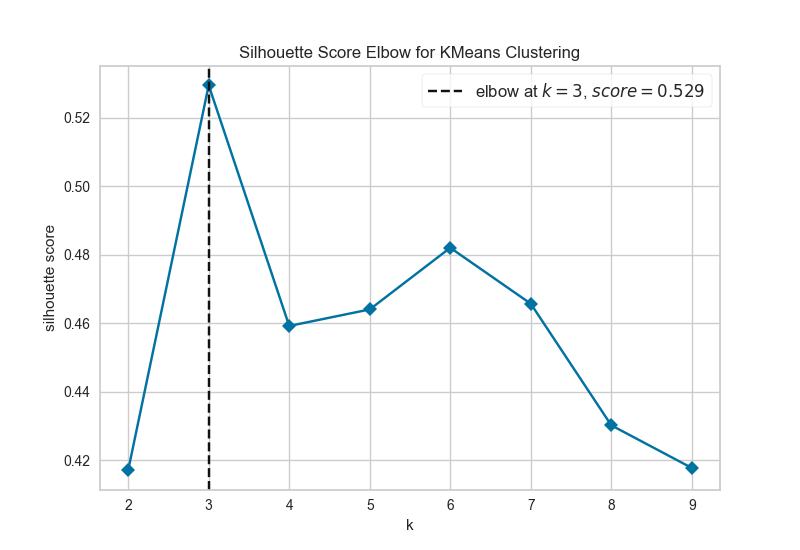 Silhouette Score Elbow for KMeans Clustering
elbow at k = 3, score = 0.529
0.52
0.50
0.48
0.46
0.44
0.42
silhouette score
2 3 4 5 6 7 8 9
k